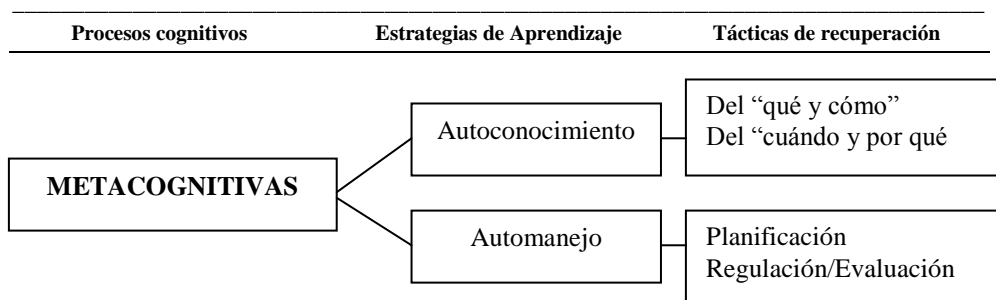 Procesos cognitivos Estrategias de Aprendizaje Tácticas de recuperación
METACOGNITIVAS
Autoconocimiento
Del “qué y cómo”
Del “cuándo y por qué
Automanejo
Planificación
Regulación/Evaluación